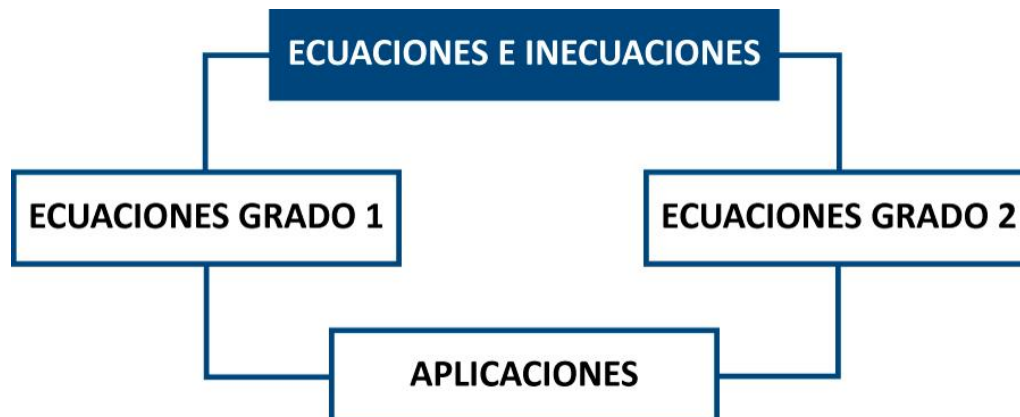 ECUACIONES E INECUACIONES
ECUACIONES GRADO 1
ECUACIONES GRADO 2
APLICACIONES